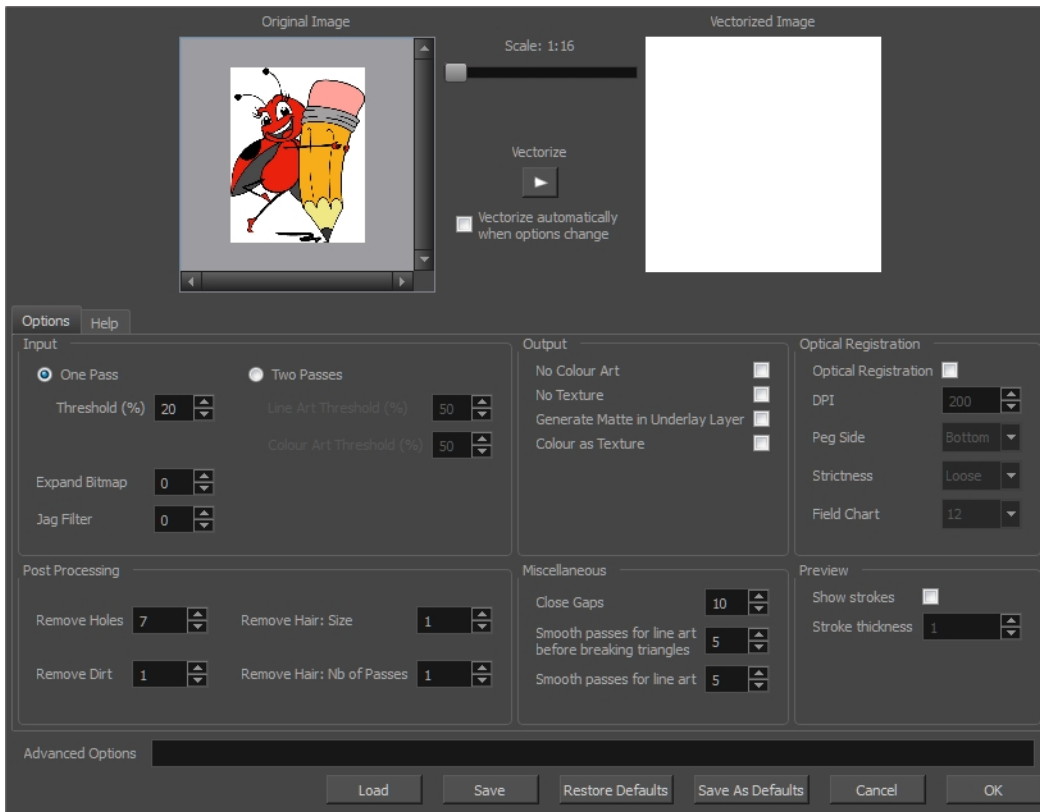 Original Image
Vectorized Image
Scale: 1:16
Vectorize
Vectorize automatically
when options change
Options
Help
Input
One Pass
Two Passes
Threshold (%) 20
Line Art Threshold (%) 50
Colour Art Threshold (%) 50
Expand Bitmap 0
Jag Filter 0
Output
No Colour Art
No Texture
Generate Matte in Underlay Layer
Colour as Texture
Optical Registration
Optical Registration
DPI 200
Peg Side Bottom
Strictness Loose
Field Chart 12
Post Processing
Remove Holes 7
Remove Hair: Size 1
Remove Dirt 1
Remove Hair: Nb of Passes 1
Miscellaneous
Close Gaps 10
Smooth passes for line art
before breaking triangles 5
Smooth passes for line art 5
Preview
Show strokes
Stroke thickness 1
Advanced Options
Load
Save
Restore Defaults
Save As Defaults
Cancel
OK